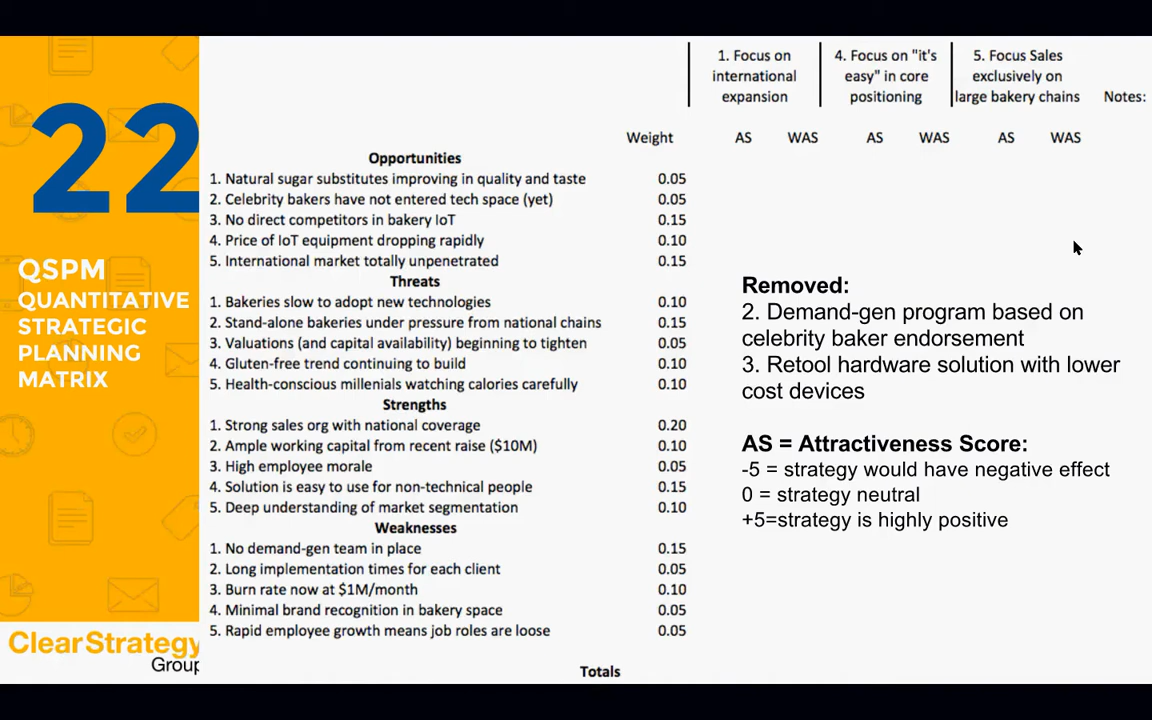 22
QSPM
QUANTITATIVE
STRATEGIC
PLANNING
MATRIX
ClearStrategy
Group
1. Focus on international expansion
4. Focus on "it's easy" in core positioning
5. Focus Sales exclusively on large bakery chains
Notes:
Weight AS WAS AS WAS AS WAS
Opportunities
1. Natural sugar substitutes improving in quality and taste 0.05
2. Celebrity bakers have not entered tech space (yet) 0.05
3. No direct competitors in bakery IoT 0.15
4. Price of IoT equipment dropping rapidly 0.10
5. International market totally unpenetrated 0.15
Threats
1. Bakeries slow to adopt new technologies 0.10
2. Stand-alone bakeries under pressure from national chains 0.15
3. Valuations (and capital availability) beginning to tighten 0.05
4. Gluten-free trend continuing to build 0.10
5. Health-conscious millenials watching calories carefully 0.10
Strengths
1. Strong sales org with national coverage 0.20
2. Ample working capital from recent raise ($10M) 0.10
3. High employee morale 0.05
4. Solution is easy to use for non-technical people 0.15
5. Deep understanding of market segmentation 0.10
Weaknesses
1. No demand-gen team in place 0.15
2. Long implementation times for each client 0.05
3. Burn rate now at $1M/month 0.10
4. Minimal brand recognition in bakery space 0.05
5. Rapid employee growth means job roles are loose 0.05
Totals
Removed:
2. Demand-gen program based on
celebrity baker endorsement
3. Retool hardware solution with lower
cost devices
AS = Attractiveness Score:
-5 = strategy would have negative effect
0 = strategy neutral
+5=strategy is highly positive